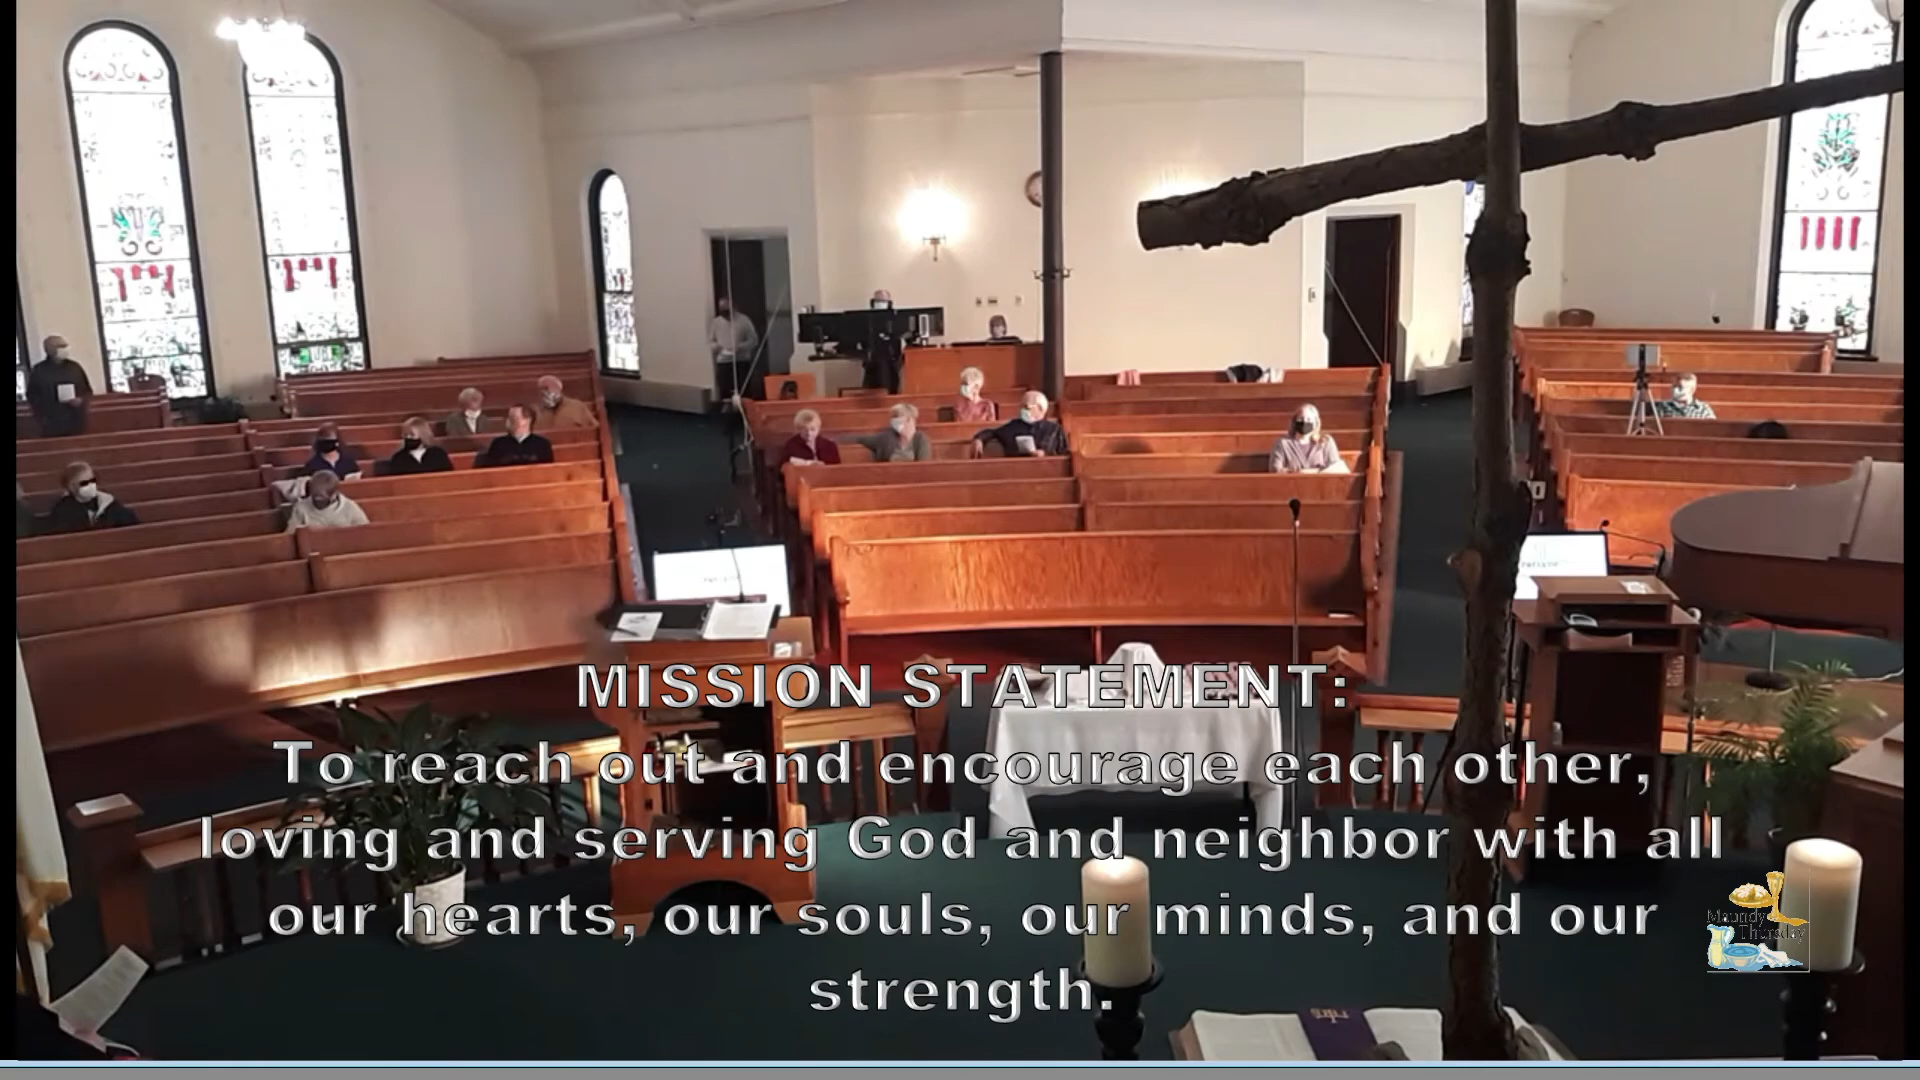 MISSION STATEMENT:
To reach out and encourage each other,
loving and serving God and neighbor with all
our hearts, our souls, our minds, and our
strength.
Maundy
Thursday